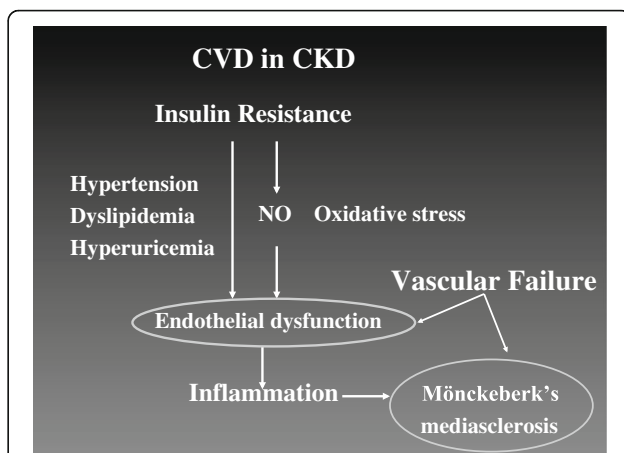 CVD in CKD
Insulin Resistance
Hypertension
Dyslipidemia
Hyperuricemia
NO Oxidative stress
Vascular Failure
Endothelial dysfunction
Inflammation
Mönckeberk's
mediasclerosis